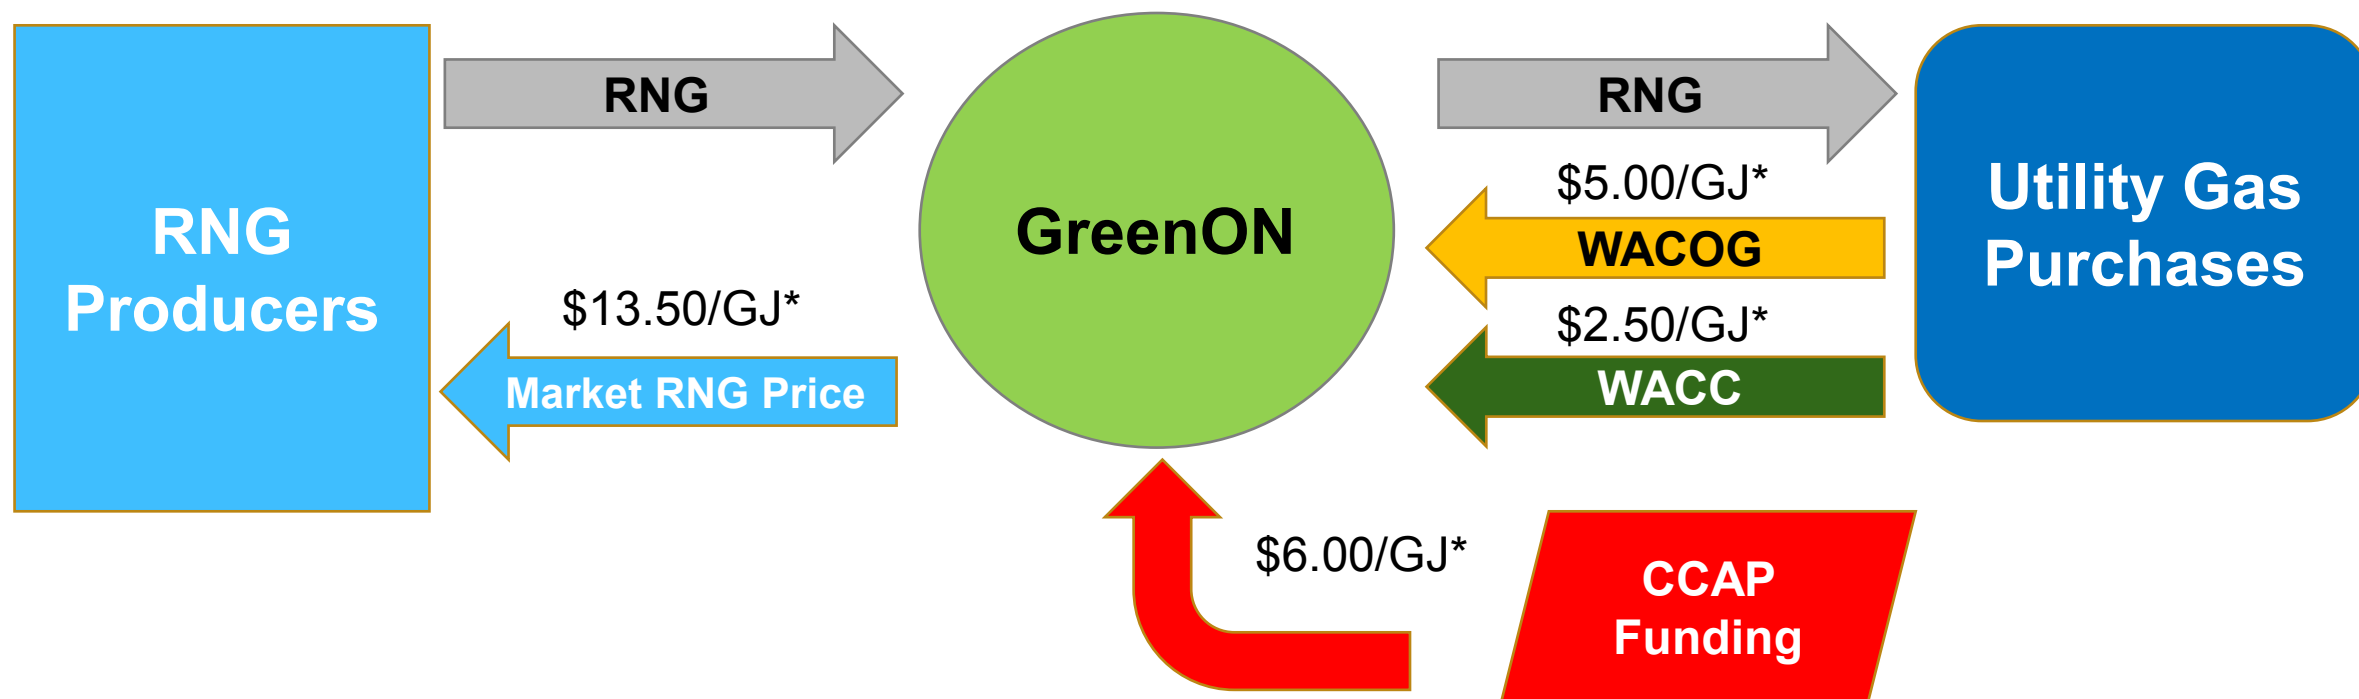 RNG
Producers
RNG
$13.50/GJ*
Market RNG Price
GreenON
RNG
$5.00/GJ*
WACOG
$2.50/GJ*
WACC
Utility Gas
Purchases
$6.00/GJ*
CCAP
Funding